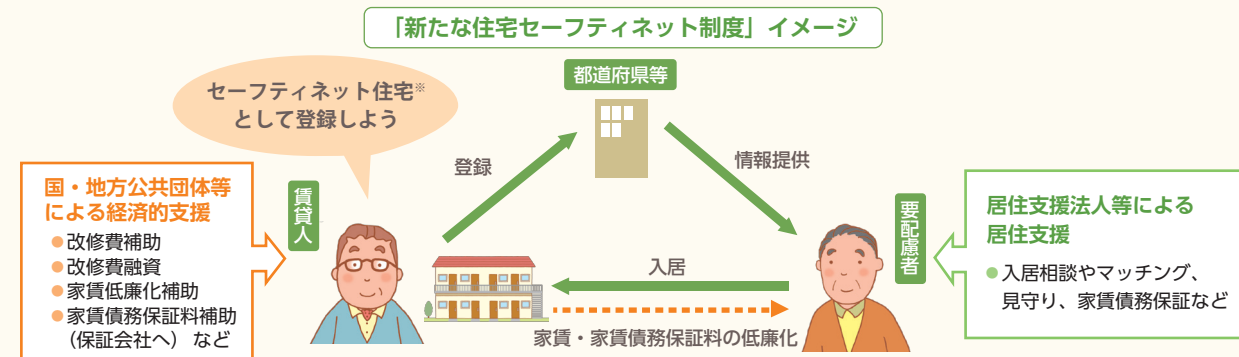 「新たな住宅セーフティネット制度」イメージ
都道府県等
セーフティネット住宅※
として登録しよう
登録
情報提供
国・地方公共団体等
による経済的支援
●改修費補助
●改修費融資
●家賃低廉化補助
●家賃債務保証料補助
（保証会社へ） など
賃貸人
要配慮者
居住支援法人等による
居住支援
●入居相談やマッチング、
見守り、家賃債務保証など
入居
家賃・家賃債務保証料の低廉化